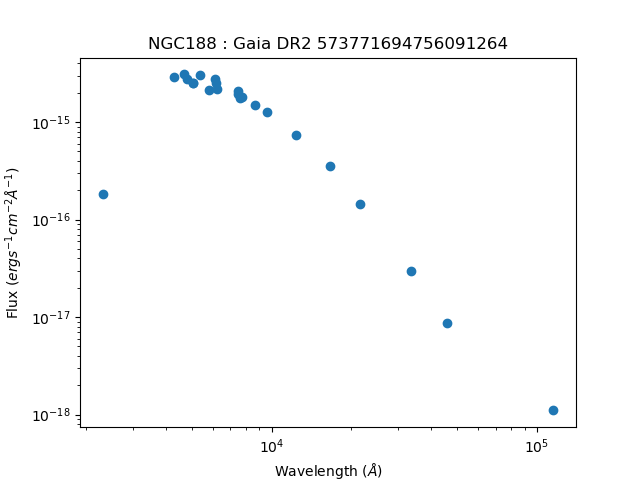 NGC188 : Gaia DR2 573771694756091264
Flux (ergs⁻¹cm⁻²Å⁻¹)
10⁻¹⁵
10⁻¹⁶
10⁻¹⁷
10⁻¹⁸
10⁴
10⁵
Wavelength (Å)